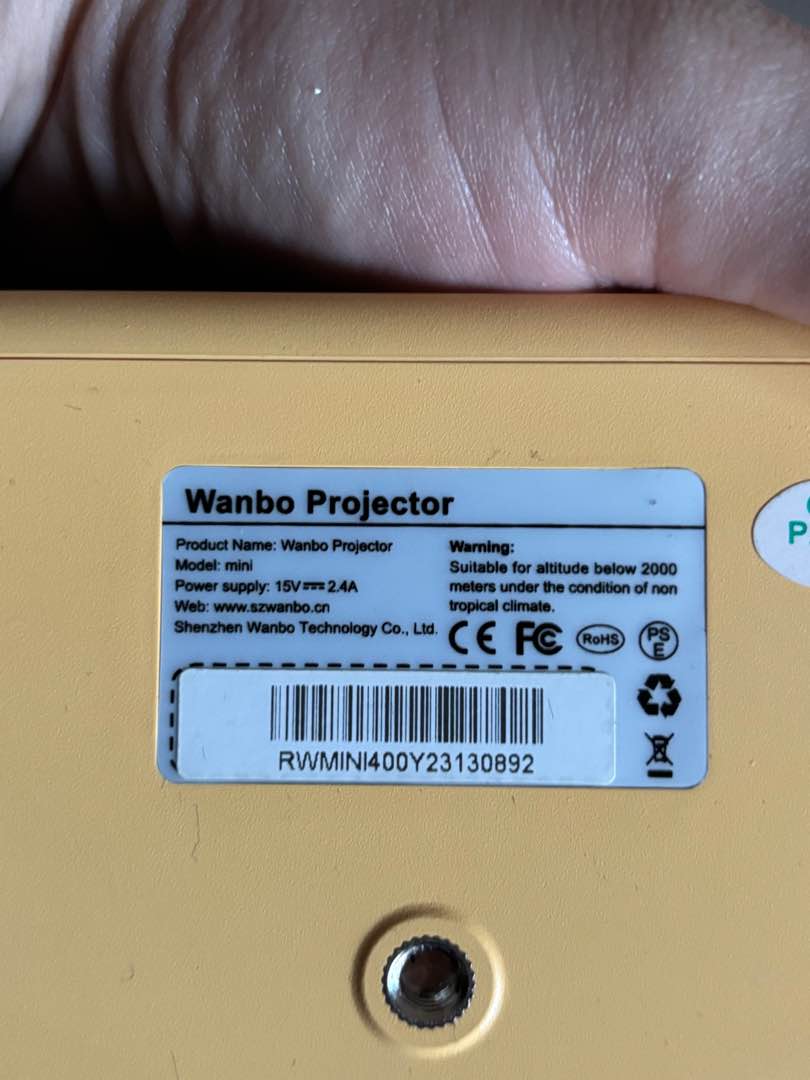 Wanbo Projector
Product Name: Wanbo Projector
Model: mini
Power supply: 15V⎓2.4A
Web: www.szwanbo.cn
Shenzhen Wanbo Technology Co., Ltd.
Warning:
Suitable for altitude below 2000
meters under the condition of non
tropical climate.
CE FC RoHS PS
E
RWMINI400Y23130892